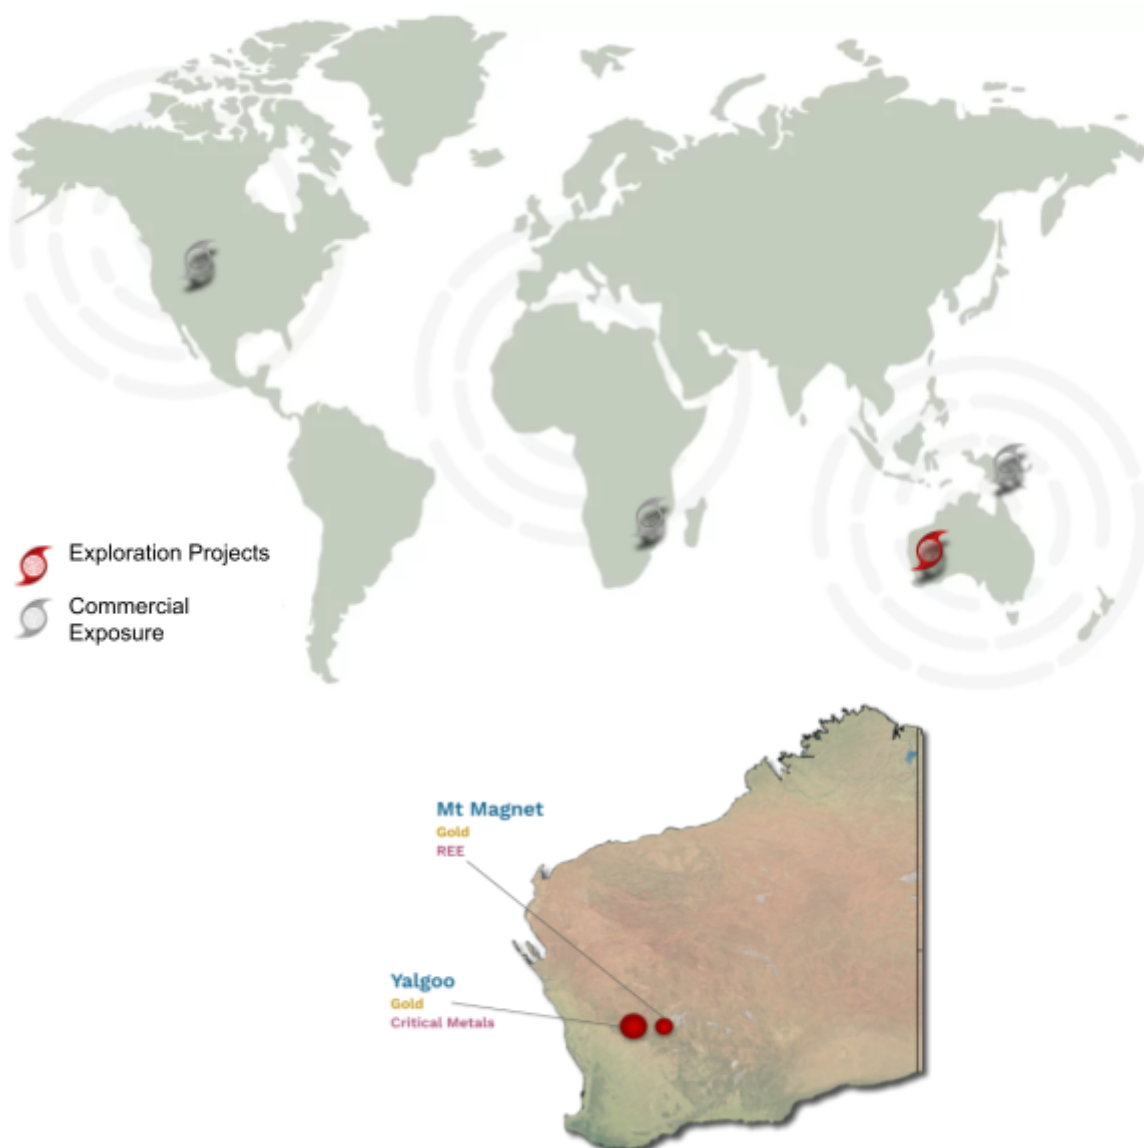 Exploration Projects
Commercial
Exposure
Mt Magnet
Gold
REE
Yalgoo
Gold
Critical Metals